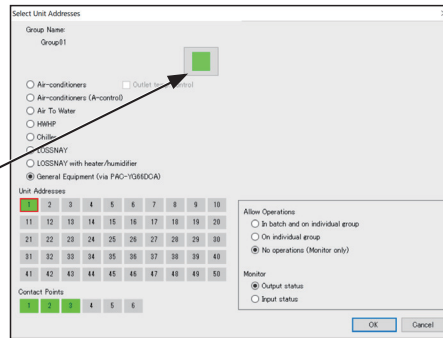 Select Unit Addresses
Group Name:
Group01
Air-conditioners
Air-conditioners (A-control)
Air To Water
HWHP
Chiller
LOSSNAY
LOSSNAY with heater/humidifier
General Equipment (via PAC-YG66DCA)
Unit Addresses
1 2 3 4 5 6 7 8 9 10
11 12 13 14 15 16 17 18 19 20
21 22 23 24 25 26 27 28 29 30
31 32 33 34 35 36 37 38 39 40
41 42 43 44 45 46 47 48 49 50
Contact Points
1 2 3 4 5 6
Allow Operations
In batch and on individual group
On individual group
No operations (Monitor only)
Monitor
Output status
Input status
OK Cancel